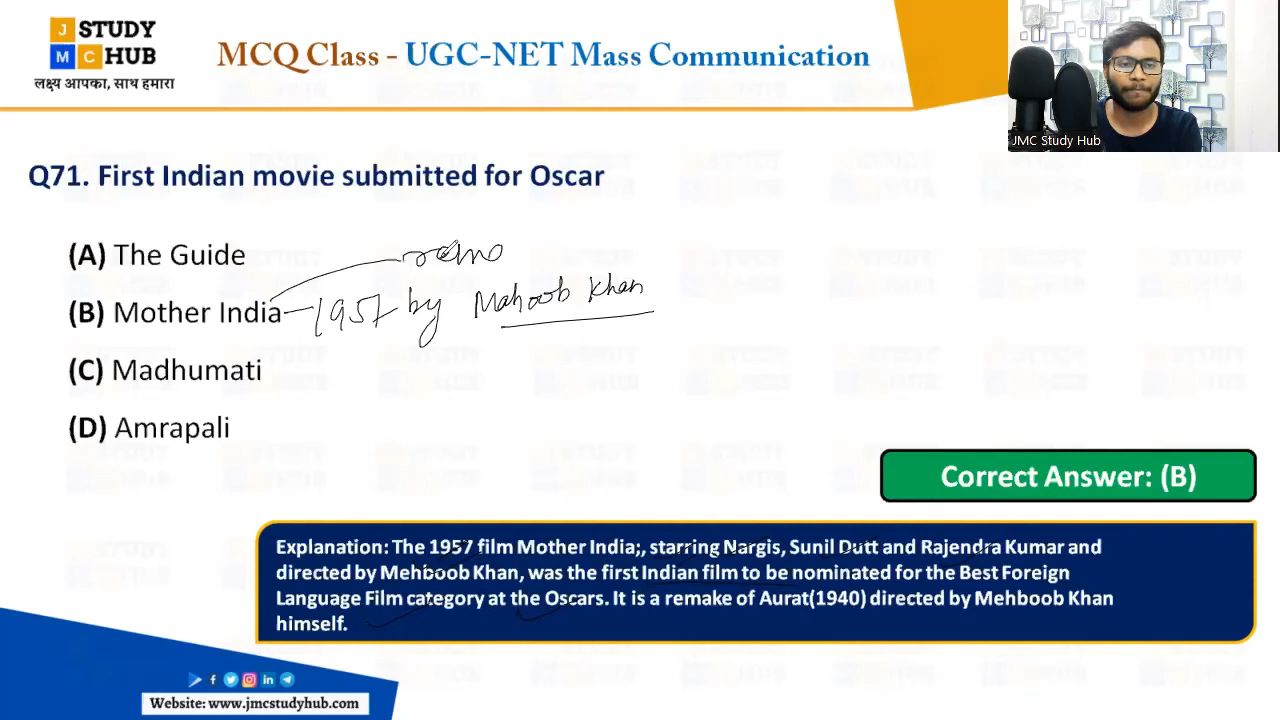 J STUDY
MC HUB
लक्ष्य आपका, साथ हमारा
MCQ Class - UGC-NET Mass Communication
JMC Study Hub
Q71. First Indian movie submitted for Oscar
(A) The Guide
(B) Mother India
1957 by Mahoob Khan
(C) Madhumati
(D) Amrapali
Correct Answer: (B)
Explanation: The 1957 film Mother India;, starring Nargis, Sunil Dutt and Rajendra Kumar and
directed by Mehboob Khan, was the first Indian film to be nominated for the Best Foreign
Language Film category at the Oscars. It is a remake of Aurat(1940) directed by Mehboob Khan
himself.
Website: www.jmcstudyhub.com